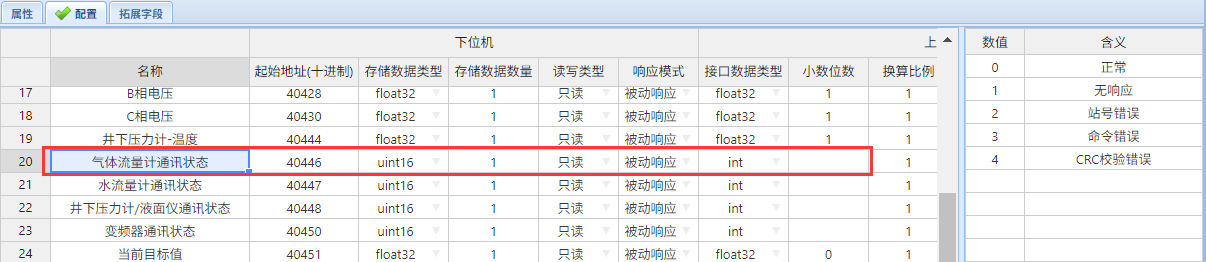 属性 配置 拓展字段
下位机 上
名称 起始地址(十进制) 存储数据类型 存储数据数量 读写类型 响应模式 接口数据类型 小数位数 换算比例
17 B相电压 40428 float32 1 只读 被动响应 float32 1 1
18 C相电压 40430 float32 1 只读 被动响应 float32 1 1
19 井下压力计-温度 40444 float32 1 只读 被动响应 float32 1 1
20 气体流量计通讯状态 40446 uint16 1 只读 被动响应 int 1
21 水流量计通讯状态 40447 uint16 1 只读 被动响应 int 1
22 井下压力计/液面仪通讯状态 40448 uint16 1 只读 被动响应 int 1
23 变频器通讯状态 40450 uint16 1 只读 被动响应 int 1
24 当前目标值 40451 float32 1 只读 被动响应 float32 0 1
数值 含义
0 正常
1 无响应
2 站号错误
3 命令错误
4 CRC校验错误